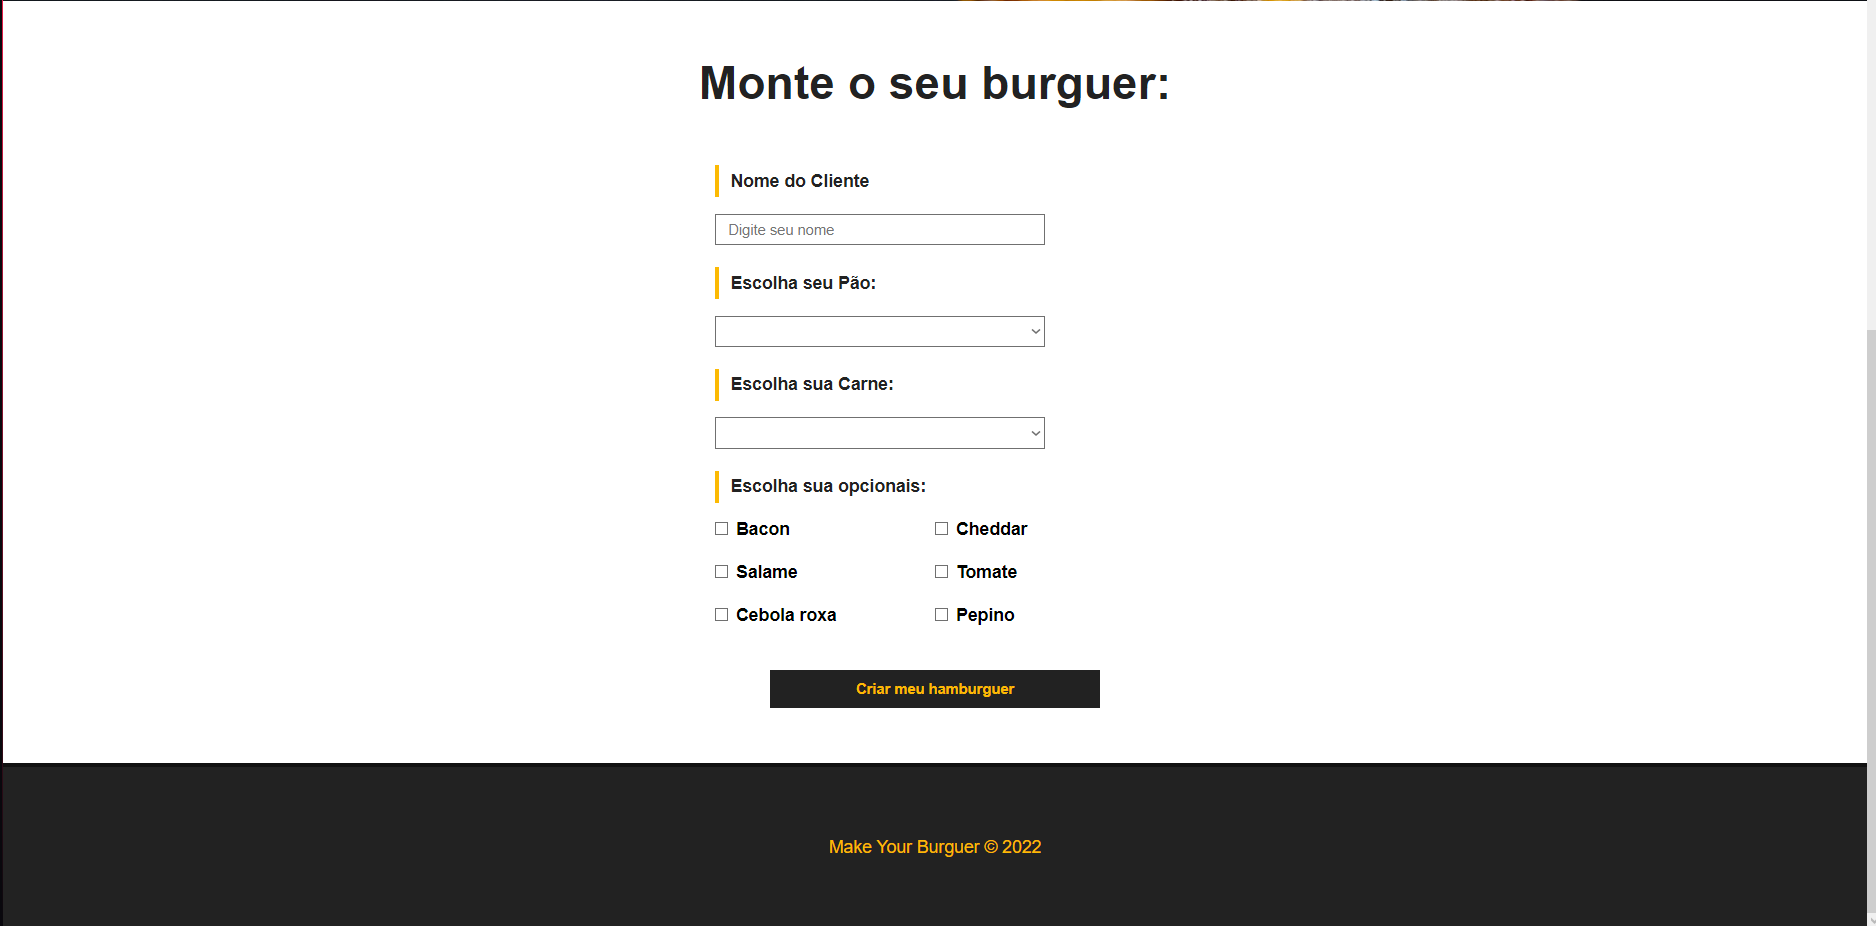 Monte o seu burguer:
Nome do Cliente
Digite seu nome
Escolha seu Pão:
Escolha sua Carne:
Escolha sua opcionais:
Bacon
Cheddar
Salame
Tomate
Cebola roxa
Pepino
Criar meu hamburguer
Make Your Burguer © 2022